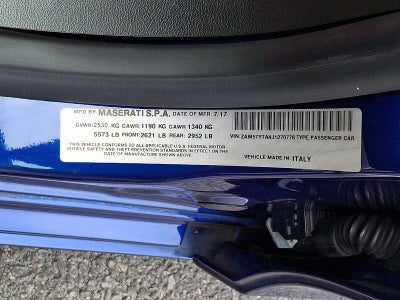 MFD BY MASERATI S.P.A. DATE OF MFR 7/17
GVWR:2530 KG GAWR:1190 KG GAWR:1340 KG
5573 LB FRONT:2621 LB REAR:2952 LB
THIS VEHICLE CONFORMS TO ALL APPLICABLE U.S. FEDERAL MOTOR
VEHICLE SAFETY AND THEFT PREVENTION STANDARDS IN EFFECT ON THE
DATE OF MANUFACTURE SHOWN ABOVE.
VIN: TYPE:PASSENGER CAR
VEHICLE MADE IN: ITALY